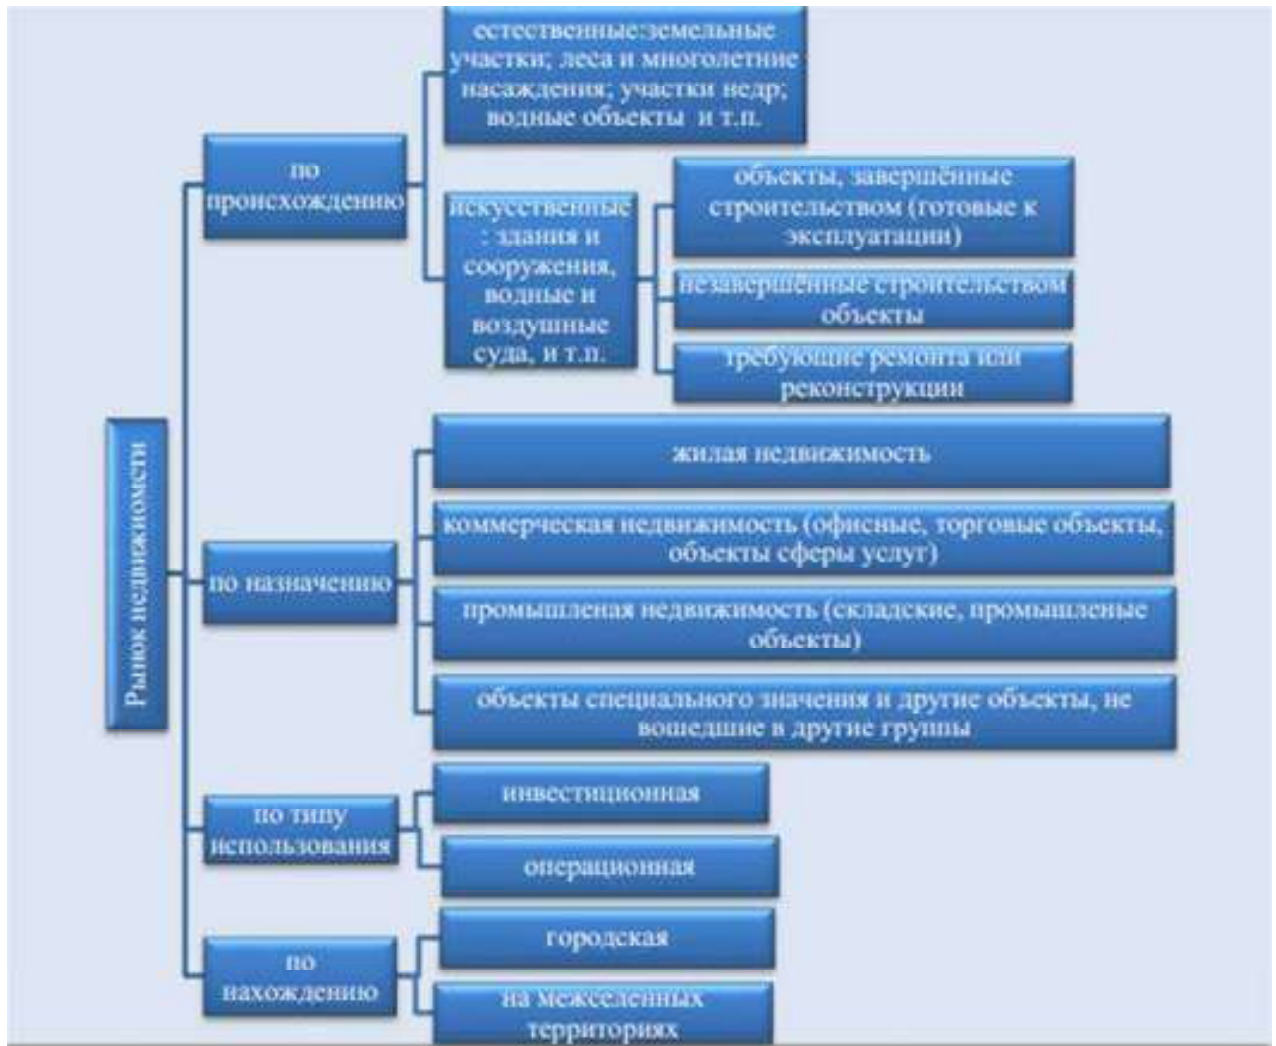 Рынок недвижиомсти
по
происхождению
естественные:земельные
участки; леса и многолетние
насаждения; участки недр;
водные объекты и т.п.
искусственные
: здания и
сооружения,
водные и
воздушные
суда, и т.п.
объекты, завершённые
строительством (готовые к
эксплуатации)
незавершённые строительством
объекты
требующие ремонта или
реконструкции
по назначению
жилая недвижимость
коммерческая недвижимость (офисные, торговые объекты,
объекты сферы услуг)
промышленая недвижимость (складские, промышленые
объекты)
объекты специального значения и другие объекты, не
вошедшие в другие группы
по типу
использования
инвестиционная
операционная
по
нахождению
городская
на межселенных
территориях